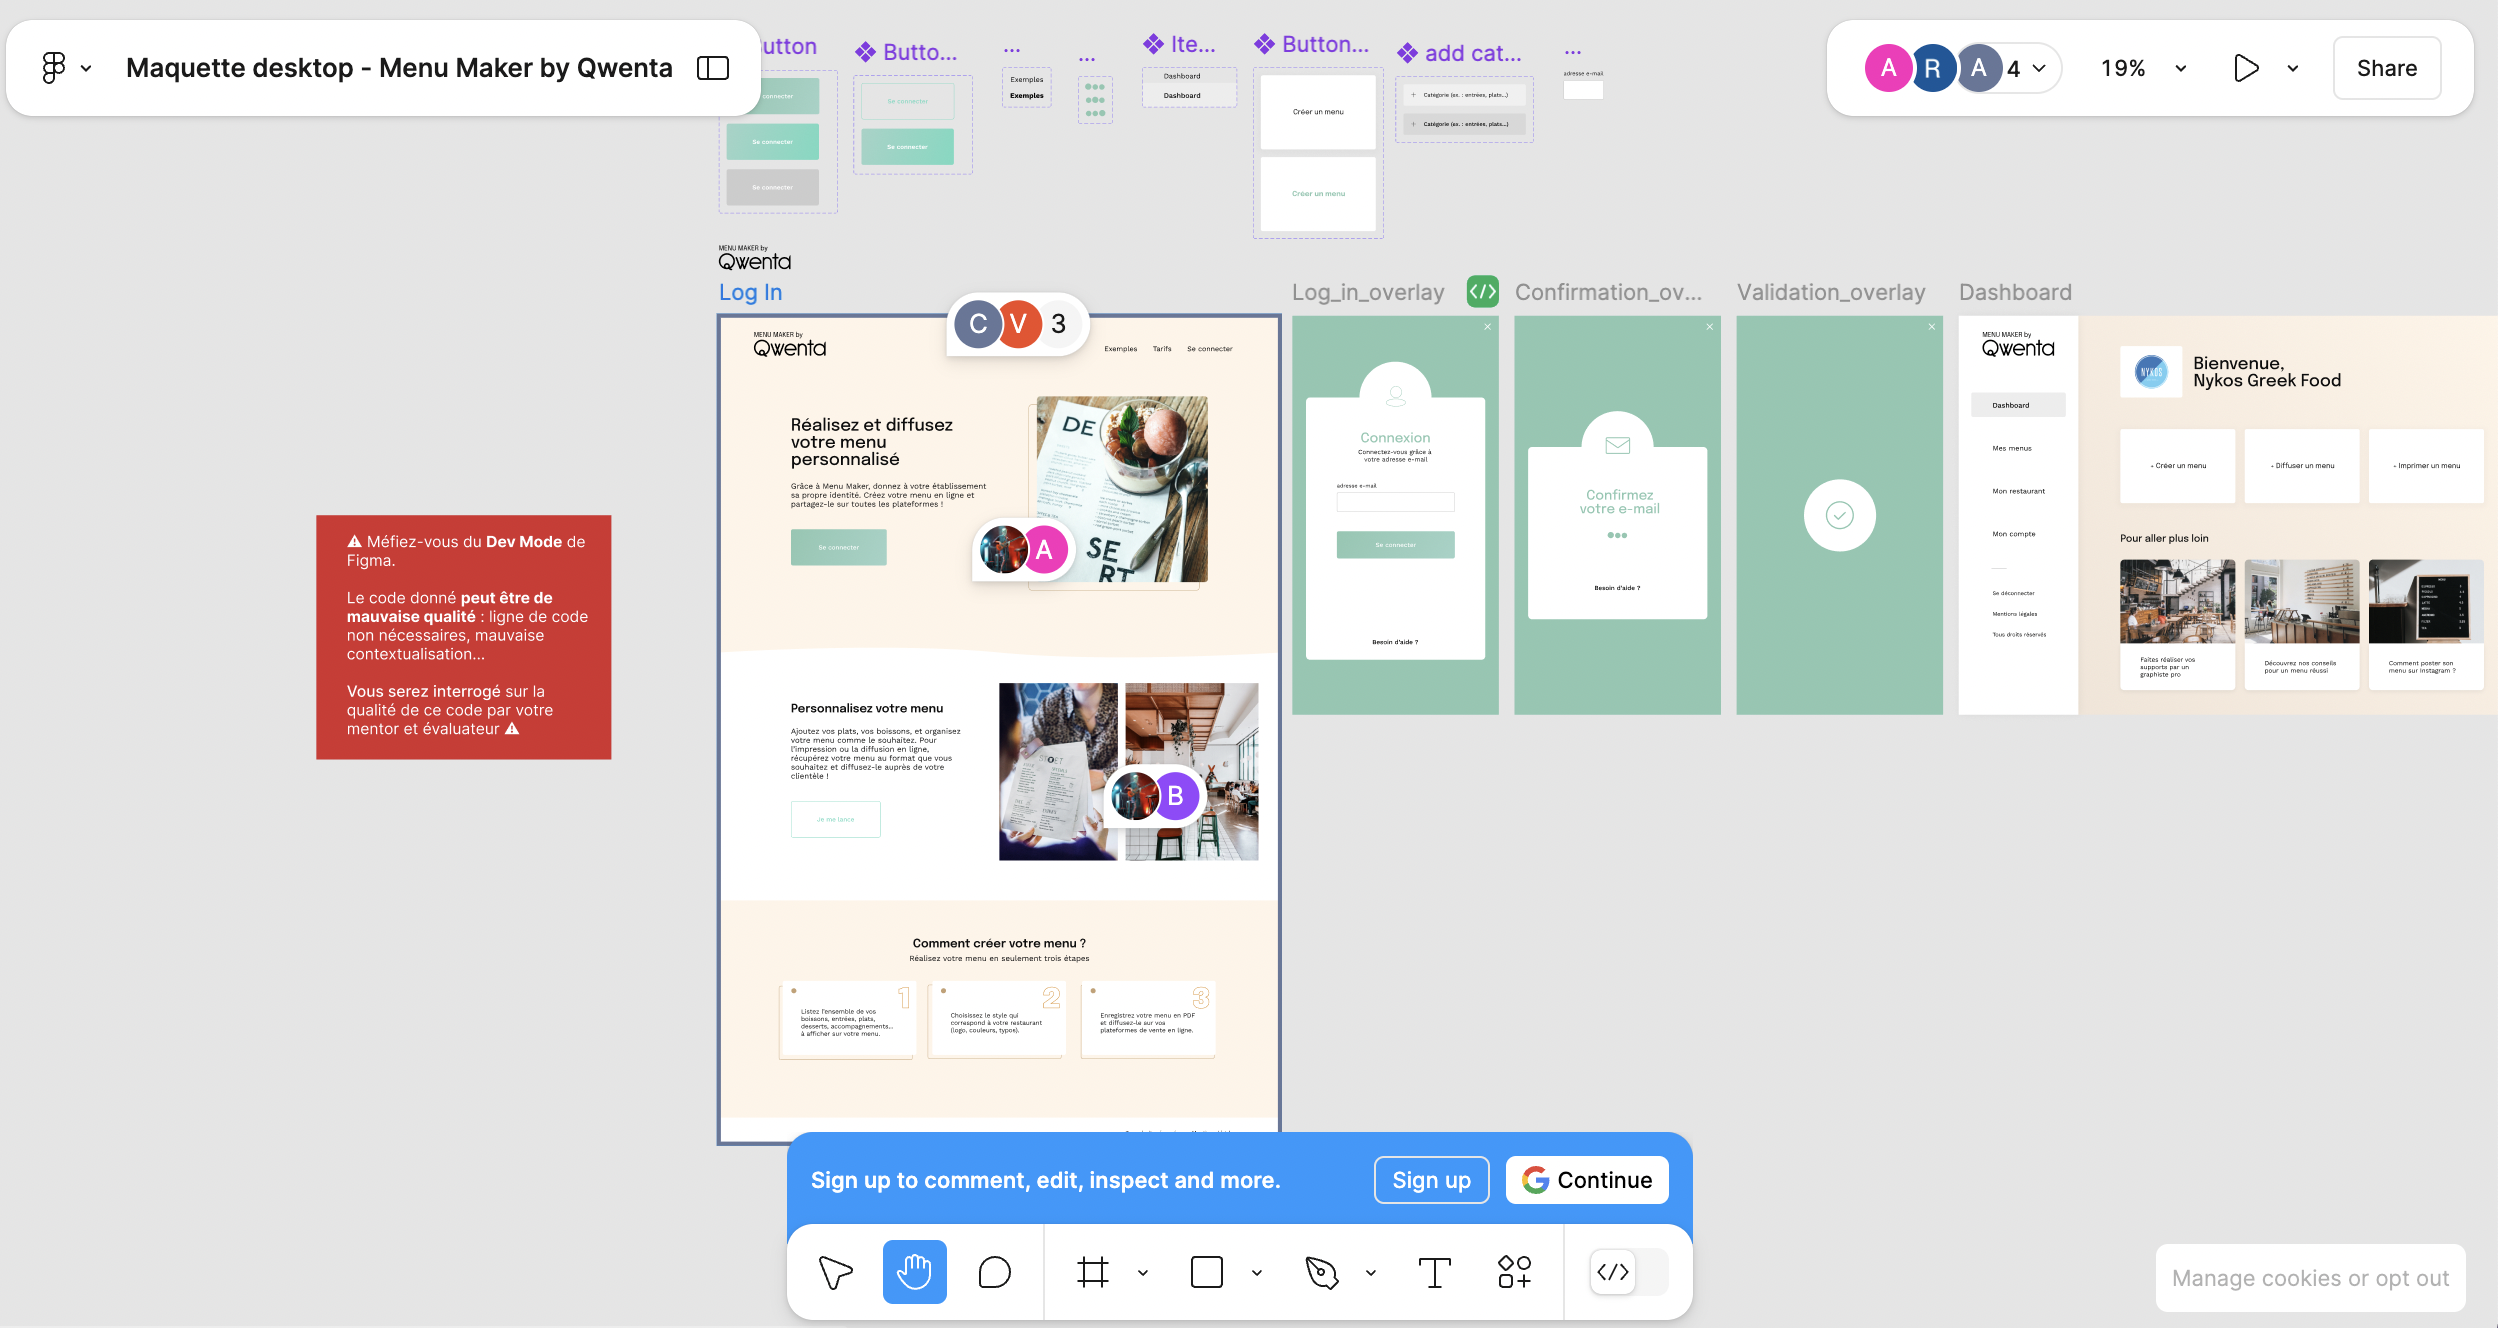 Maquette desktop - Menu Maker by Qwenta
A
R
A
4
19%
Share
utton
Se connecter
Se connecter
Butto...
Se connecter
Se connecter
...
Exemples
Exemples
...
Ite...
Dashboard
Dashboard
Button...
Créer un menu
Créer un menu
add cat...
+ Catégorie (ex. : entrées, plats...)
+ Catégorie (ex. : entrées, plats...)
...
adresse e-mail
MENU MAKER by
Qwenta
Log In
C
V
3
MENU MAKER by
Qwenta
Exemples
Tarifs
Se connecter
Réalisez et diffusez
votre menu
personnalisé
Grâce à Menu Maker, donnez à votre établissement
sa propre identité. Créez votre menu en ligne et
partagez-le sur toutes les plateformes !
Se connecter
DE
SE
RT
A
Personnalisez votre menu
Ajoutez vos plats, vos boissons, et organisez
votre menu comme le souhaitez. Pour
l'impression ou la diffusion en ligne,
récupérez votre menu au format que vous
souhaitez et diffusez-le auprès de votre
clientèle !
Je me lance
B
Comment créer votre menu ?
Réalisez votre menu en seulement trois étapes
1
Listez l'ensemble de vos
boissons, entrées, plats,
desserts, accompagnements...
à afficher sur votre menu.
2
Choisissez le style qui
correspond à votre restaurant
(logo, couleurs, typos).
3
Enregistrez votre menu en PDF
et diffusez-le sur vos
plateformes de vente en ligne.
⚠ Méfiez-vous du Dev Mode de
Figma.
Le code donné peut être de
mauvaise qualité : ligne de code
non nécessaires, mauvaise
contextualisation...
Vous serez interrogé sur la
qualité de ce code par votre
mentor et évaluateur ⚠
Log_in_overlay
Connexion
Connectez-vous grâce à
votre adresse e-mail
adresse e-mail
Se connecter
Besoin d'aide ?
Confirmation_ov...
Confirmez
votre e-mail
Besoin d'aide ?
Validation_overlay
Dashboard
MENU MAKER by
Qwenta
Dashboard
Mes menus
Mon restaurant
Mon compte
Se déconnecter
Mentions légales
Tous droits réservés
NYKOS
Bienvenue,
Nykos Greek Food
+ Créer un menu
+ Diffuser un menu
+ Imprimer un menu
Pour aller plus loin
Faites réaliser vos
supports par un
graphiste pro
Découvrez nos conseils
pour un menu réussi
Comment poster son
menu sur Instagram ?
Sign up to comment, edit, inspect and more.
Sign up
Continue
Manage cookies or opt out